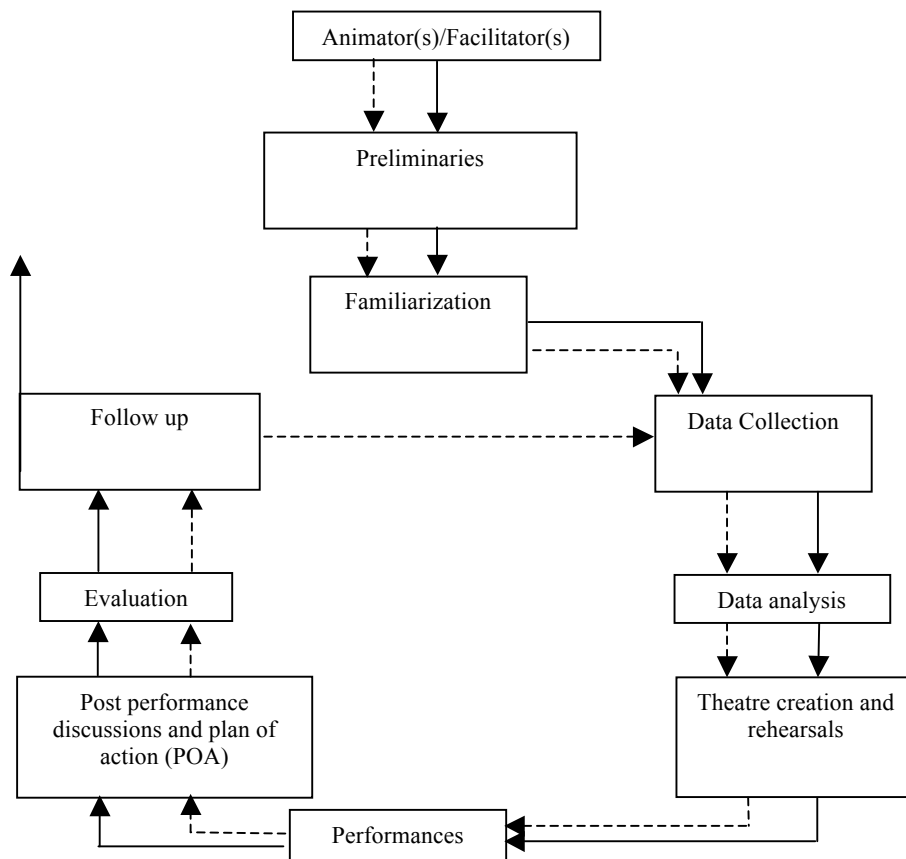 Animator(s)/Facilitator(s)
Preliminaries
Familiarization
Follow up
Data Collection
Evaluation
Data analysis
Post performance
discussions and plan of
action (POA)
Theatre creation and
rehearsals
Performances